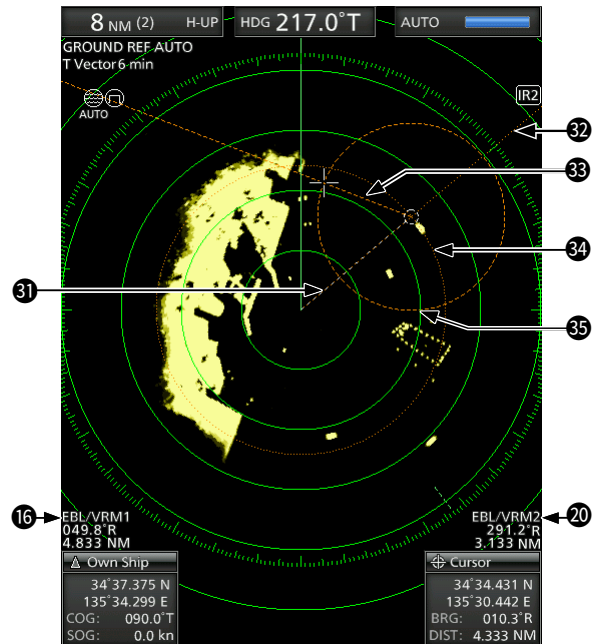 8 NM (2) H-UP HDG 217.0°T AUTO
GROUND REF AUTO
T Vector 6 min
IR2
AUTO
32
33
34
31
35
16 EBL/VRM1 EBL/VRM2 20
049.8°R 291.2°R
4.833 NM 3.133 NM
Own Ship Cursor
34°37.375 N 34°34.431 N
135°34.299 E 135°30.442 E
COG: 090.0°T BRG: 010.3°R
SOG: 0.0 kn DIST: 4.333 NM